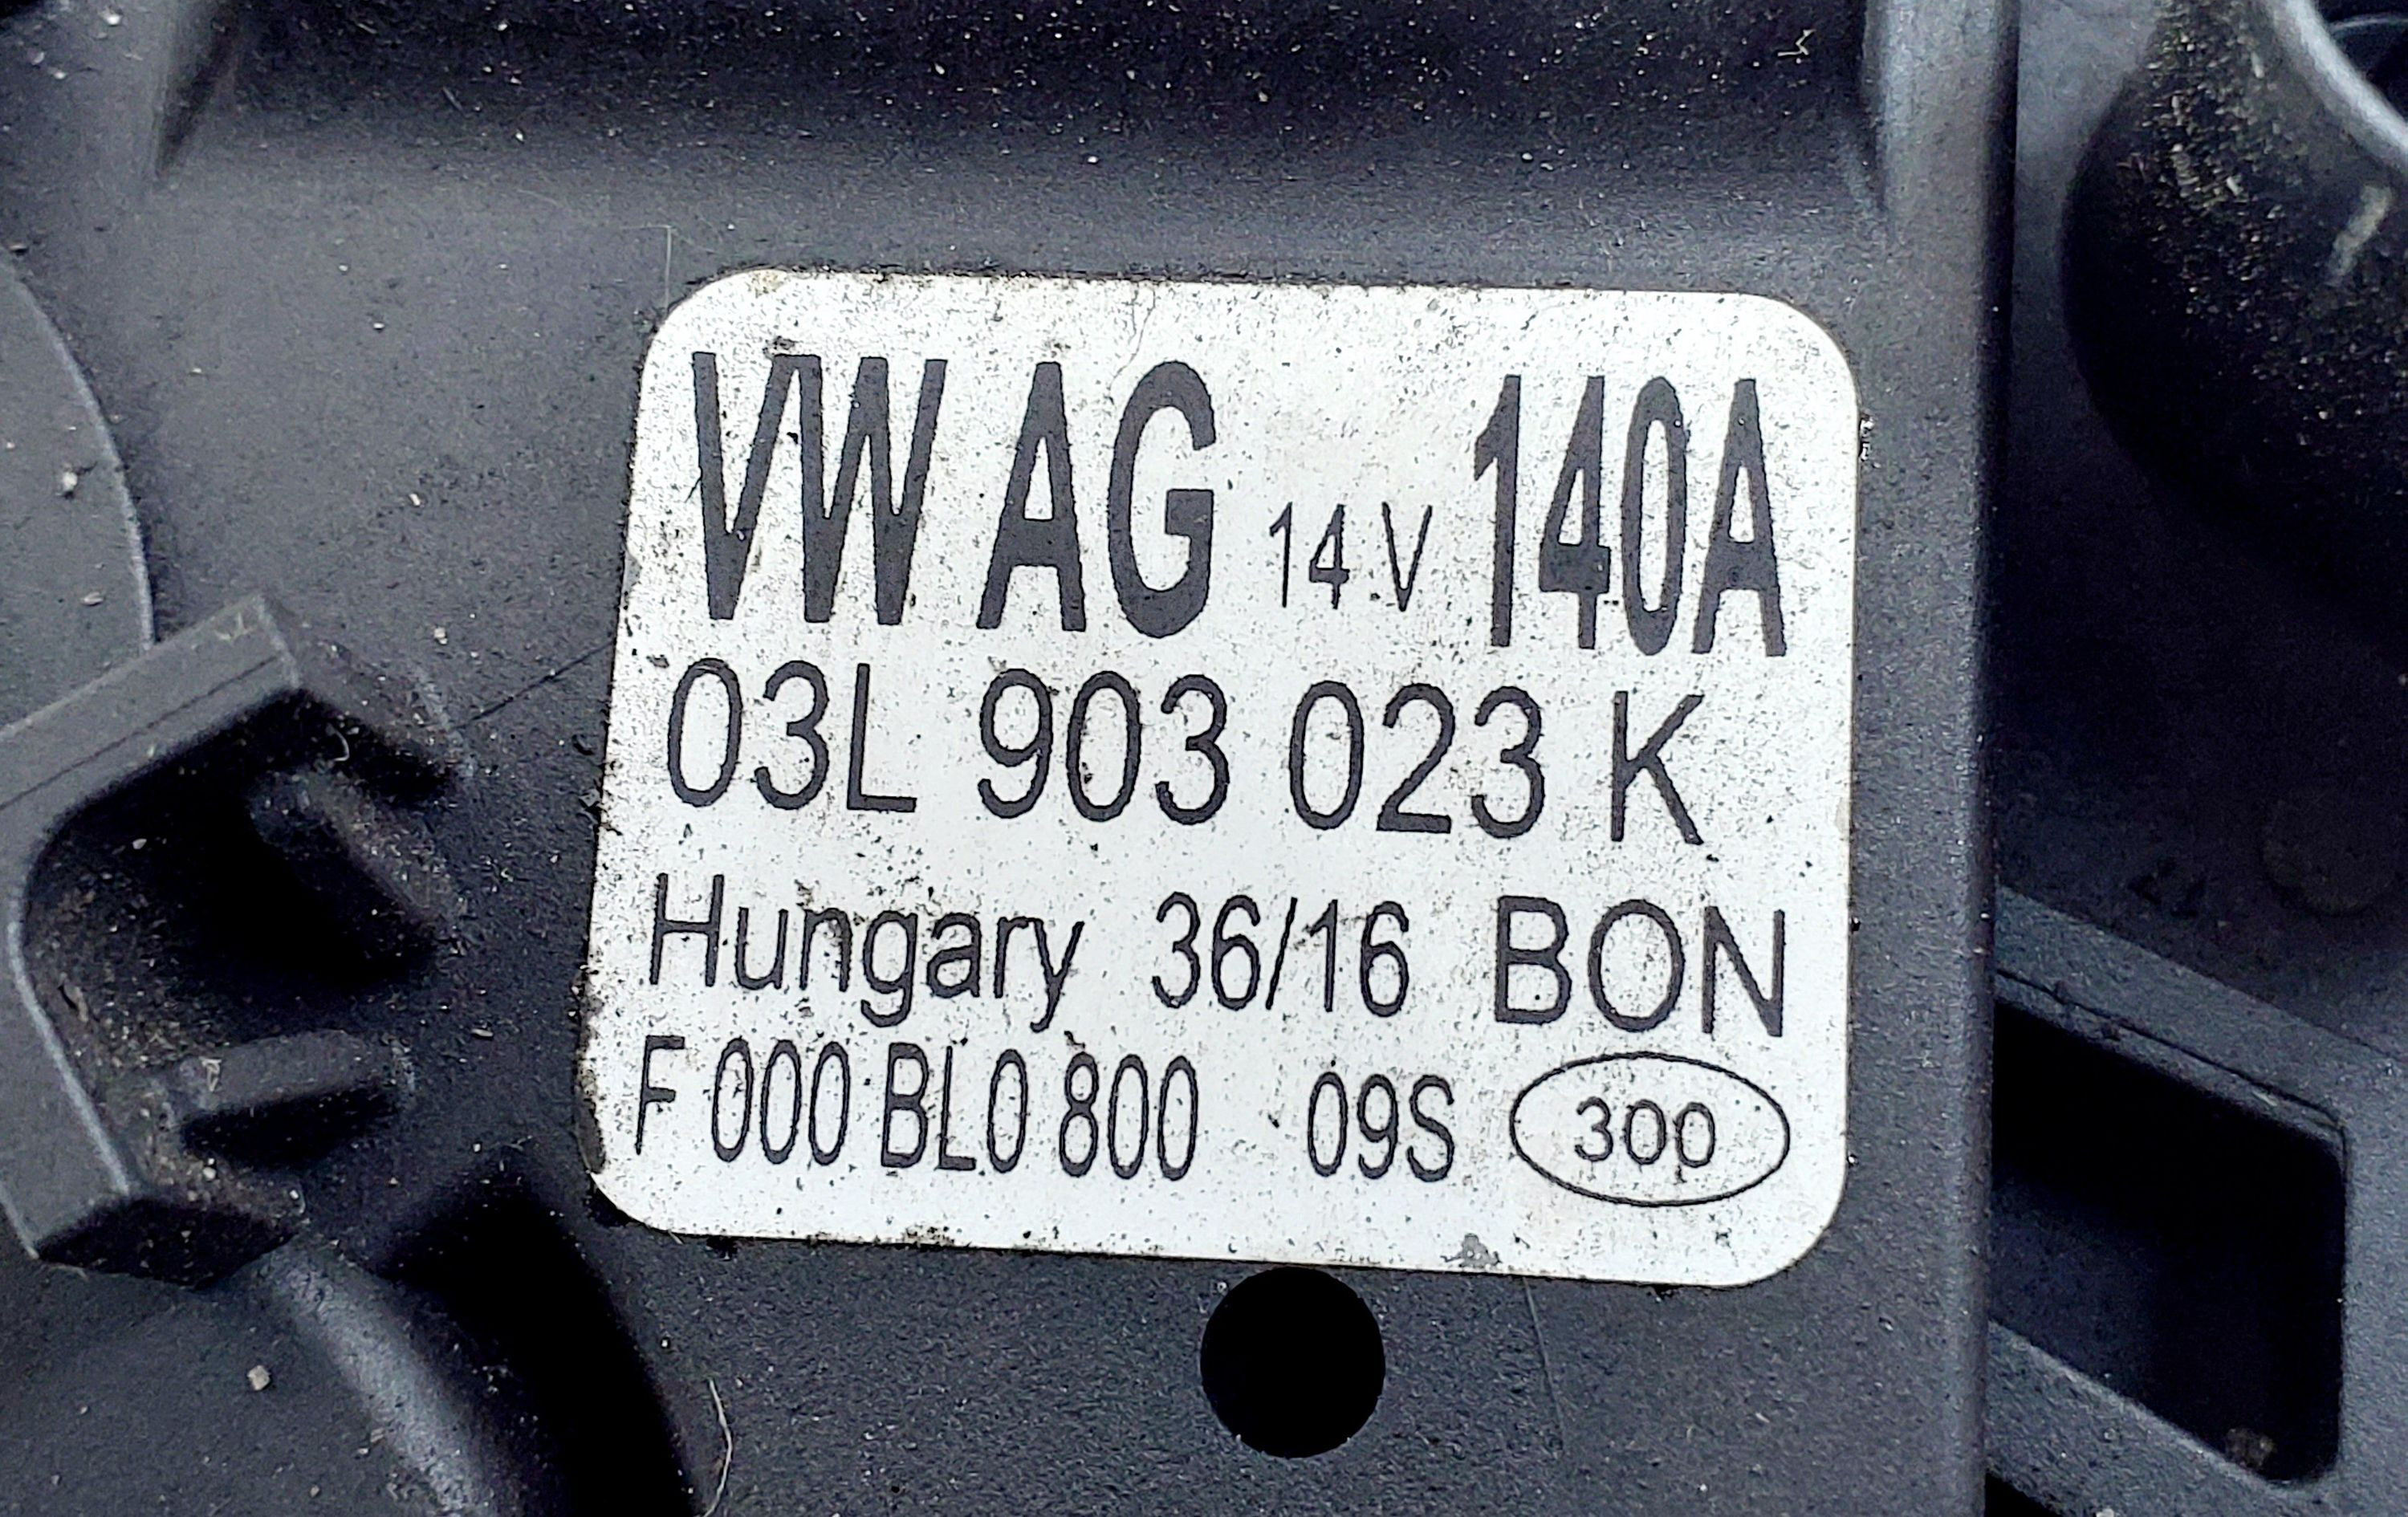 VW AG 14 V 140A
03L 903 023 K
Hungary 36/16 BON
F 000 BL0 800 09S 300